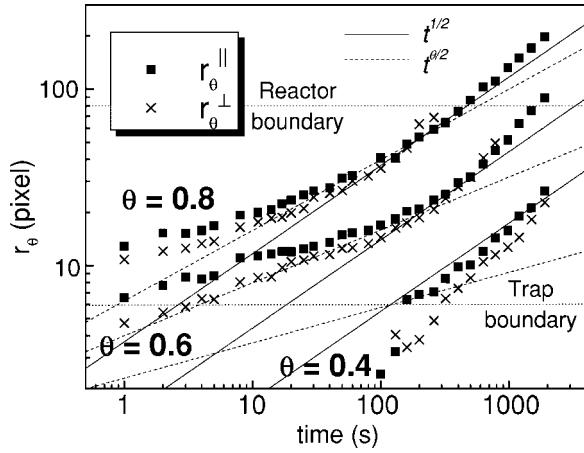 r_θ^||
r_θ^⊥
t^{1/2}
t^{θ/2}
Reactor
boundary
θ = 0.8
θ = 0.6
θ = 0.4
Trap
boundary
100
10
r_θ (pixel)
1 10 100 1000
time (s)